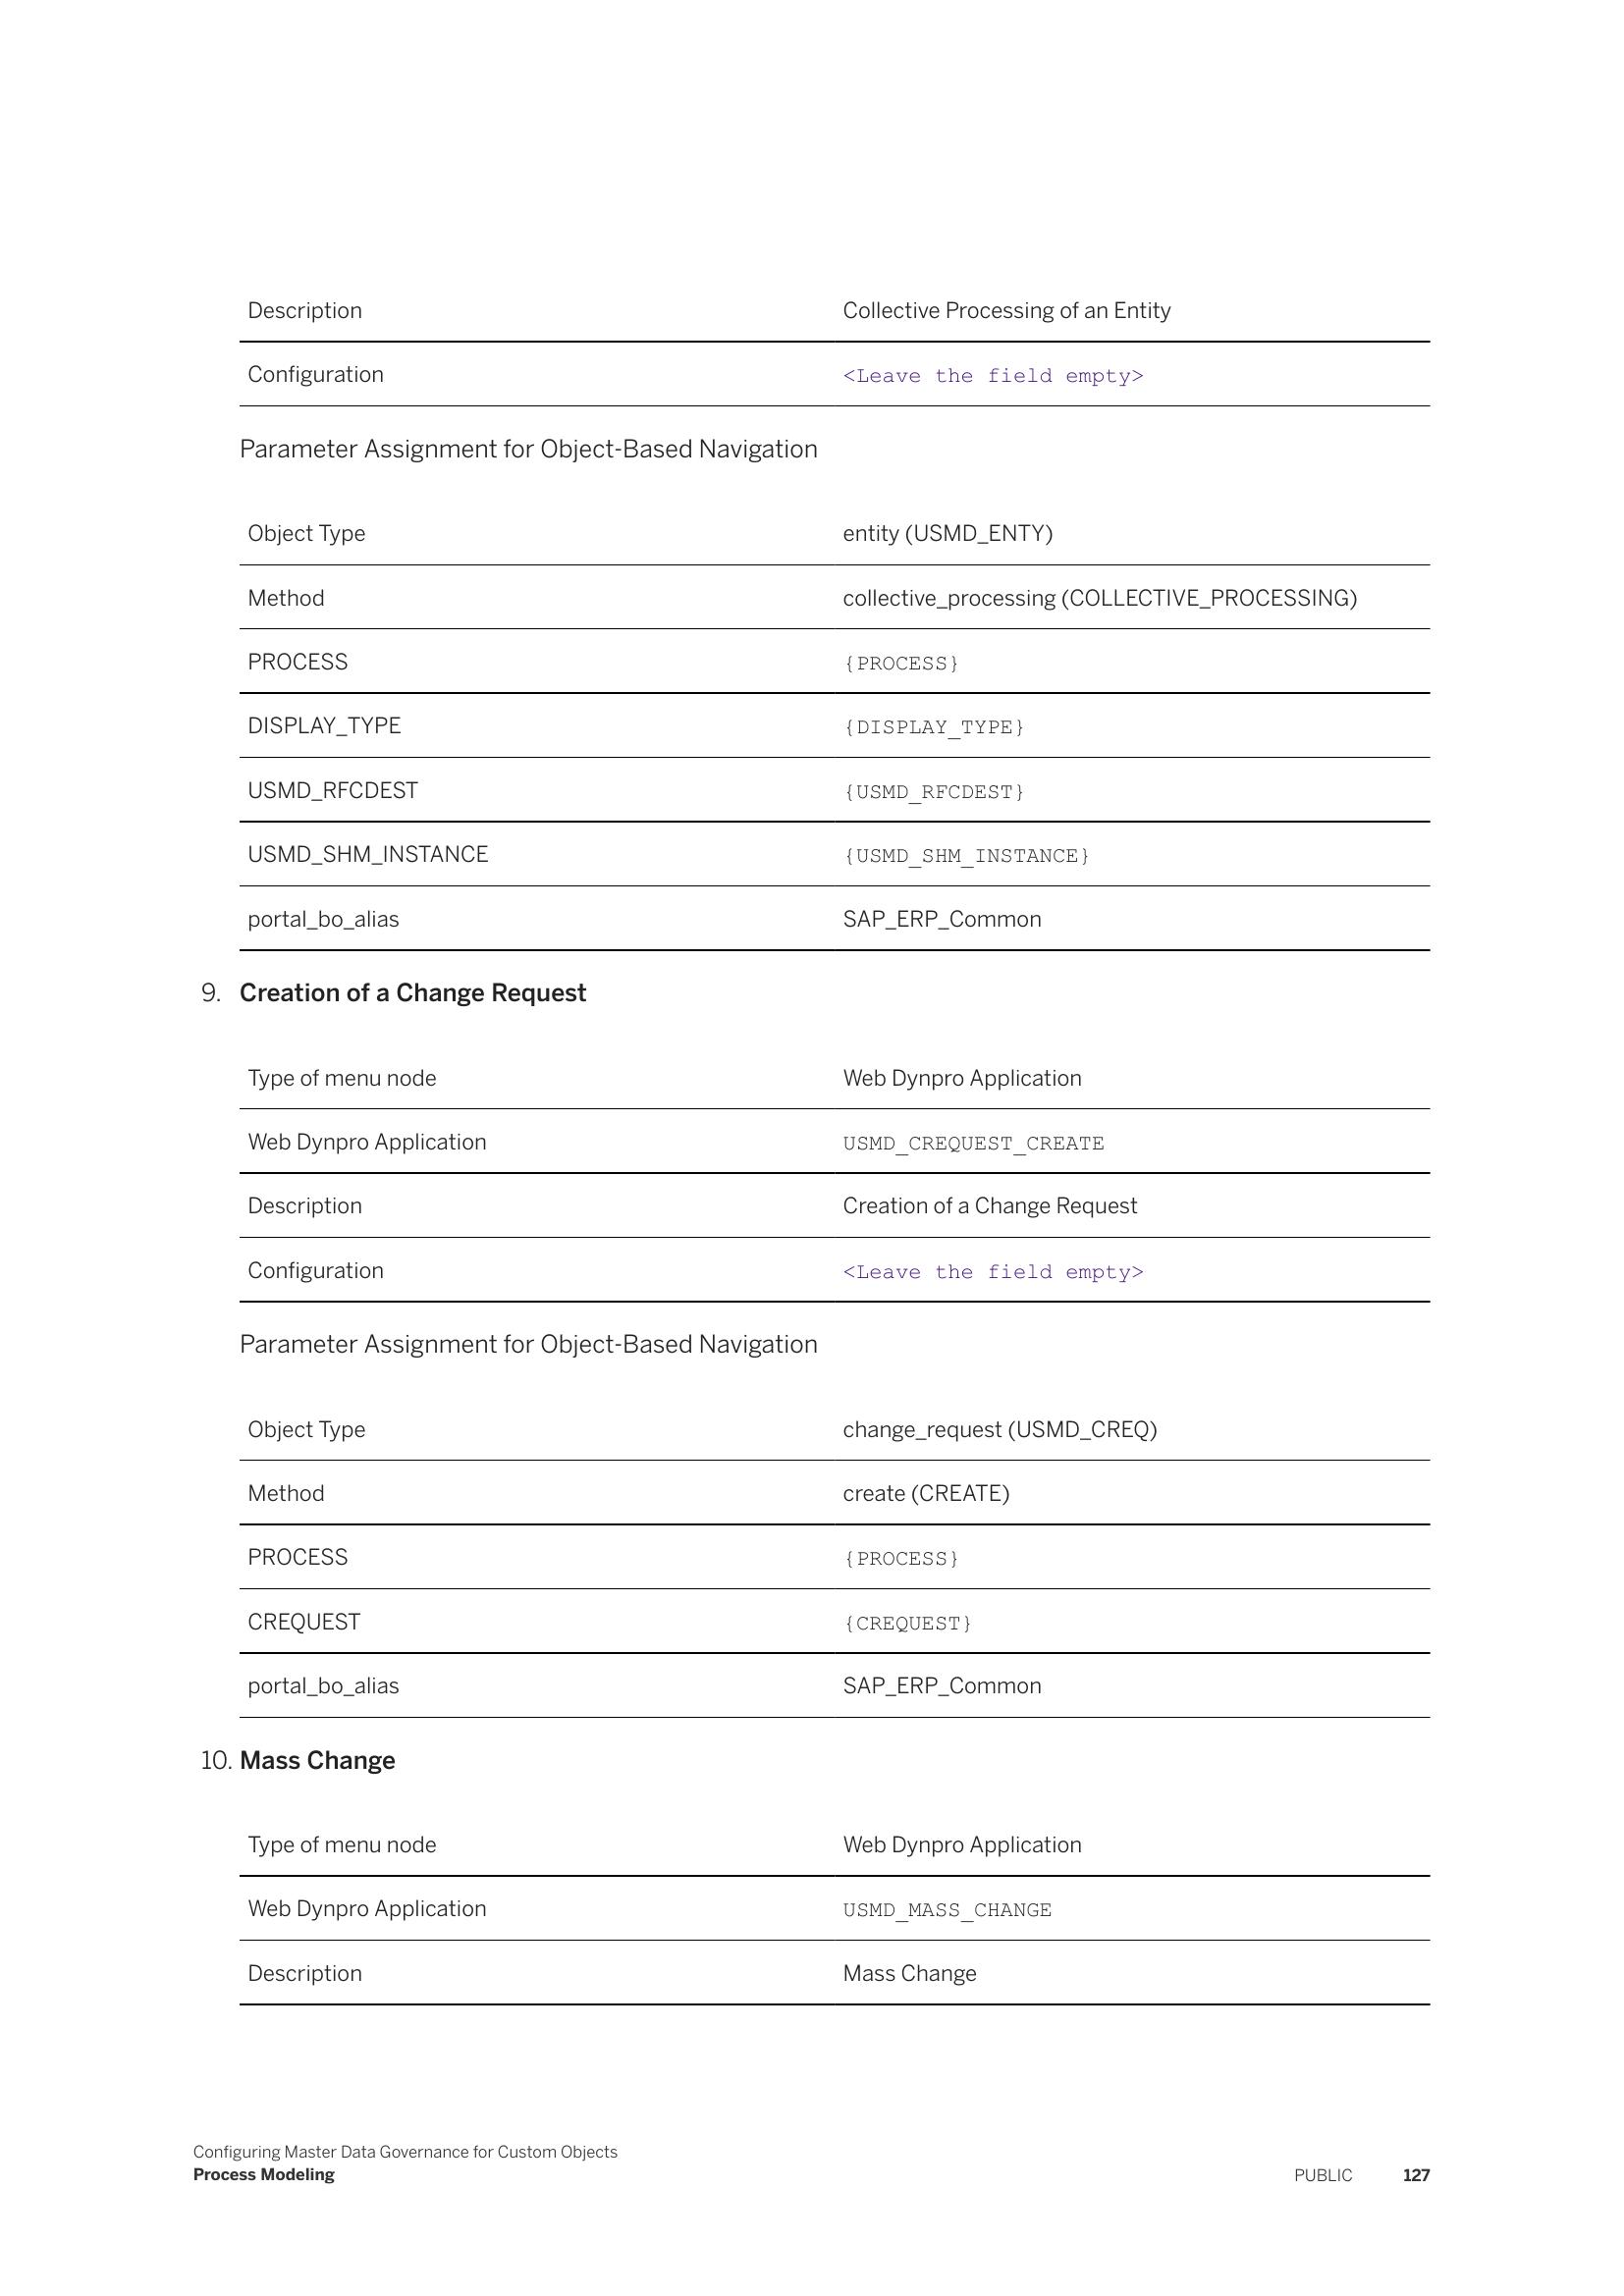 Description Collective Processing of an Entity
Configuration <Leave the field empty>
Parameter Assignment for Object-Based Navigation
Object Type entity (USMD_ENTY)
Method collective_processing (COLLECTIVE_PROCESSING)
PROCESS {PROCESS}
DISPLAY_TYPE {DISPLAY_TYPE}
USMD_RFCDEST {USMD_RFCDEST}
USMD_SHM_INSTANCE {USMD_SHM_INSTANCE}
portal_bo_alias SAP_ERP_Common
9. Creation of a Change Request
Type of menu node Web Dynpro Application
Web Dynpro Application USMD_CREQUEST_CREATE
Description Creation of a Change Request
Configuration <Leave the field empty>
Parameter Assignment for Object-Based Navigation
Object Type change_request (USMD_CREQ)
Method create (CREATE)
PROCESS {PROCESS}
CREQUEST {CREQUEST}
portal_bo_alias SAP_ERP_Common
10. Mass Change
Type of menu node Web Dynpro Application
Web Dynpro Application USMD_MASS_CHANGE
Description Mass Change
Configuring Master Data Governance for Custom Objects
Process Modeling PUBLIC 127